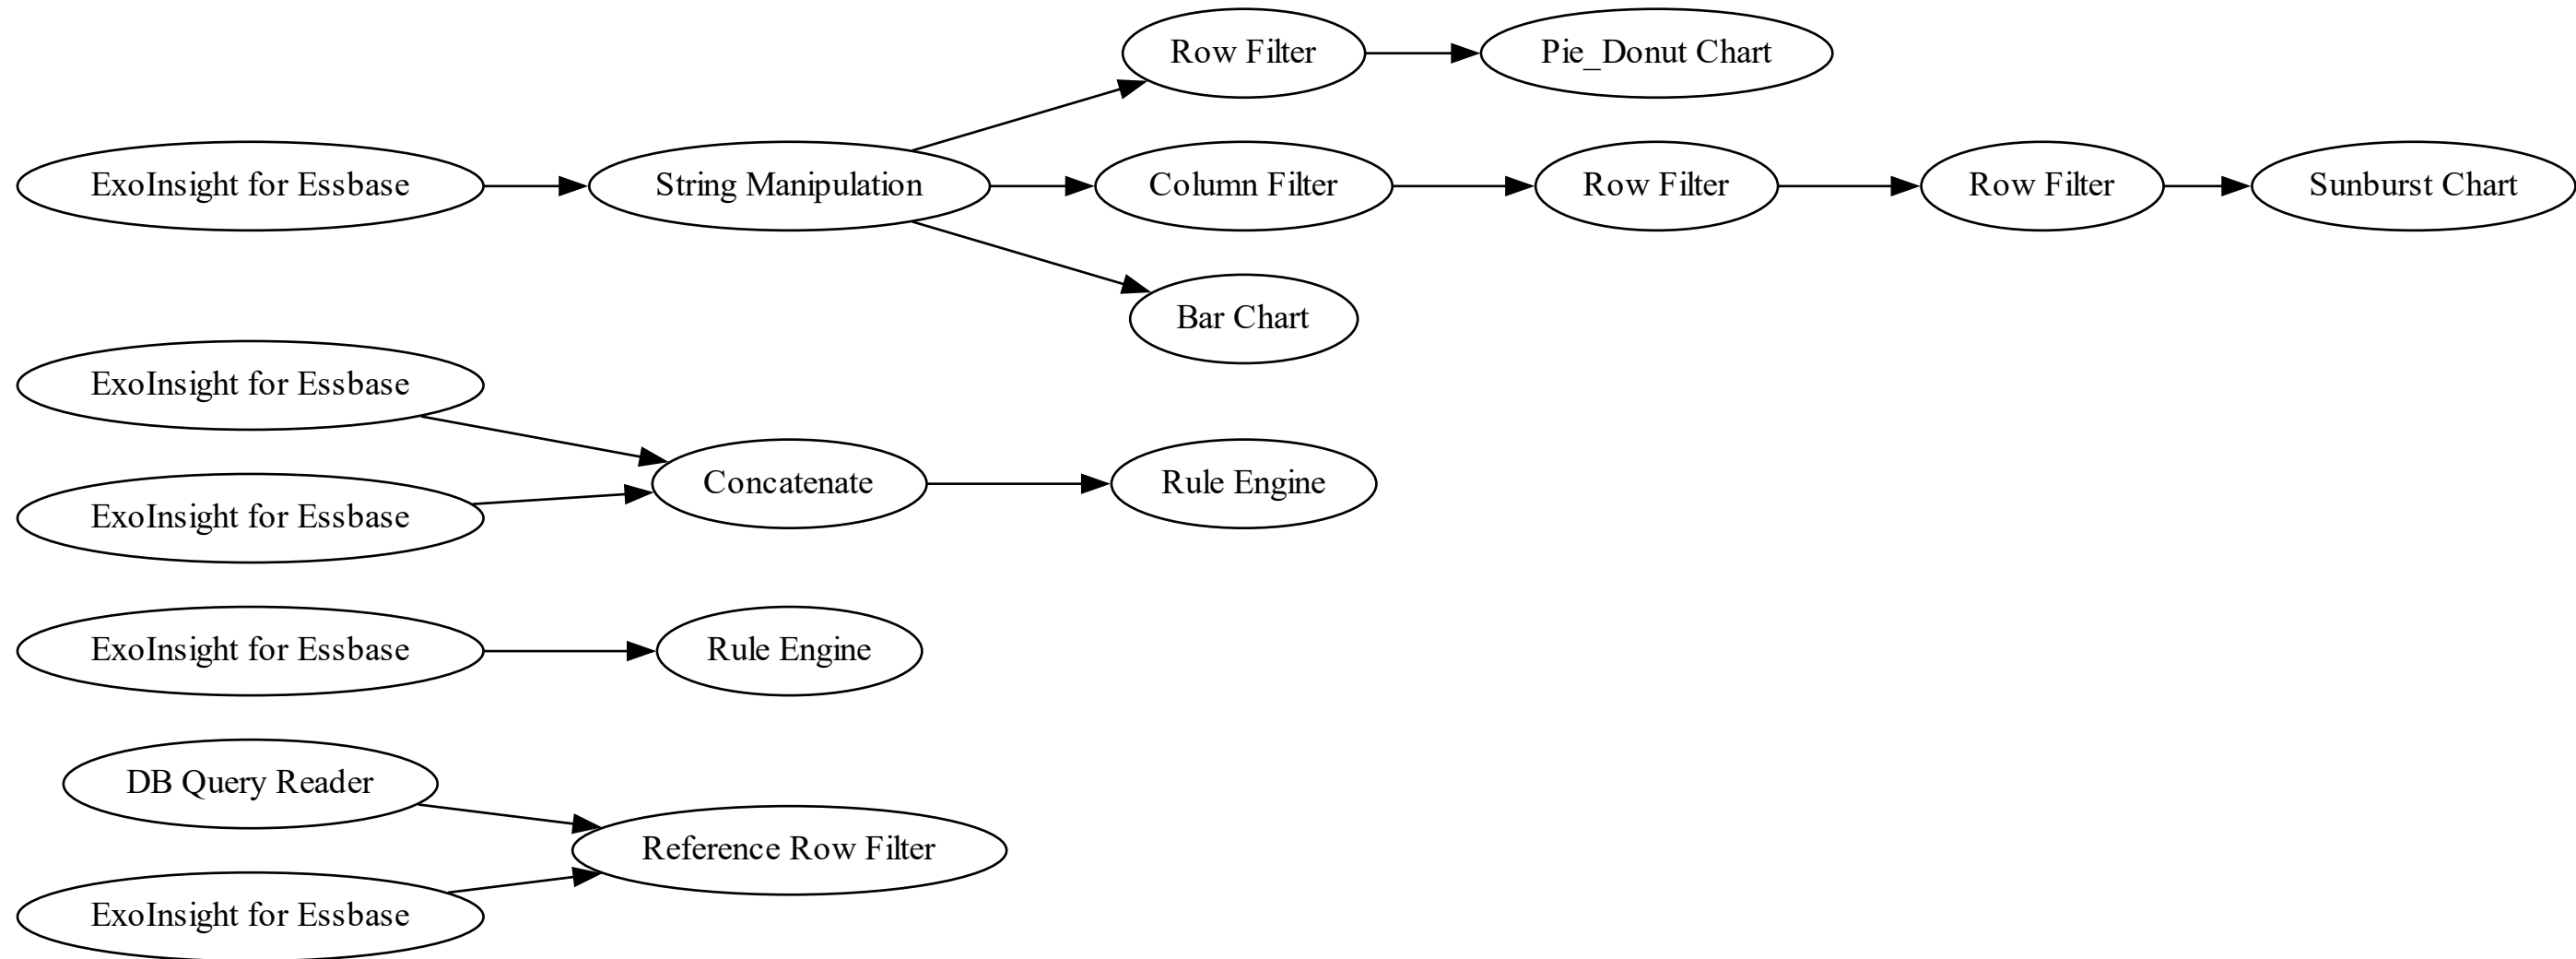 Row Filter
Pie_Donut Chart
ExoInsight for Essbase
String Manipulation
Column Filter
Row Filter
Row Filter
Sunburst Chart
Bar Chart
ExoInsight for Essbase
Concatenate
Rule Engine
ExoInsight for Essbase
ExoInsight for Essbase
Rule Engine
DB Query Reader
Reference Row Filter
ExoInsight for Essbase